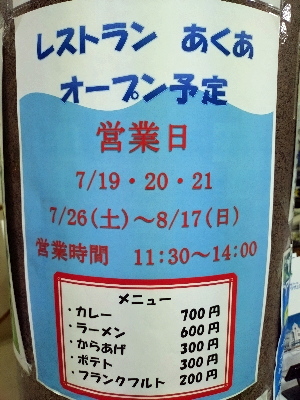 レストラン　あくあ
オープン予定
営業日
7/19・20・21
7/26(土)〜8/17(日)
営業時間　11:30〜14:00
メニュー
・カレー　700円
・ラーメン　600円
・からあげ　300円
・ポテト　300円
・フランクフルト　200円